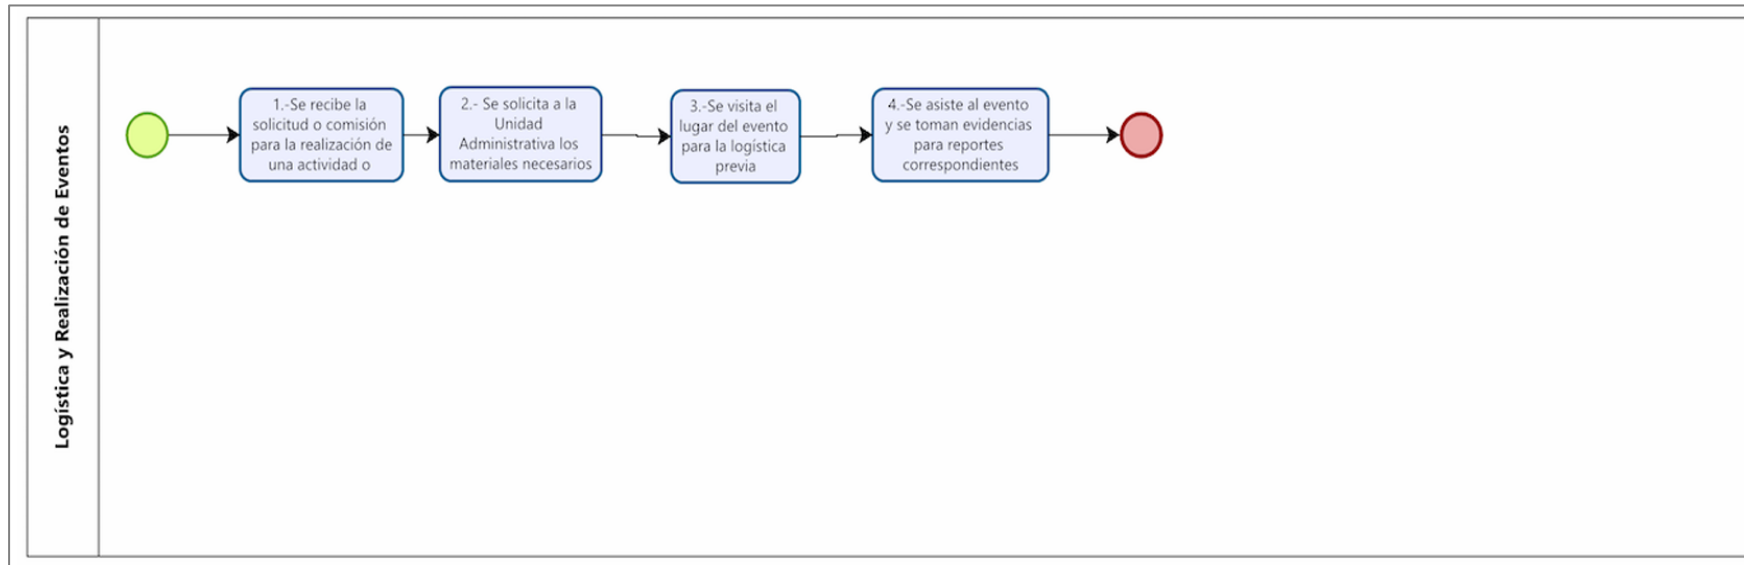 Logística y Realización de Eventos
1.-Se recibe la
solicitud o comisión
para la realización de
una actividad o
2.- Se solicita a la
Unidad
Administrativa los
materiales necesarios
3.-Se visita el
lugar del evento
para la logística
previa
4.-Se asiste al evento
y se toman evidencias
para reportes
correspondientes